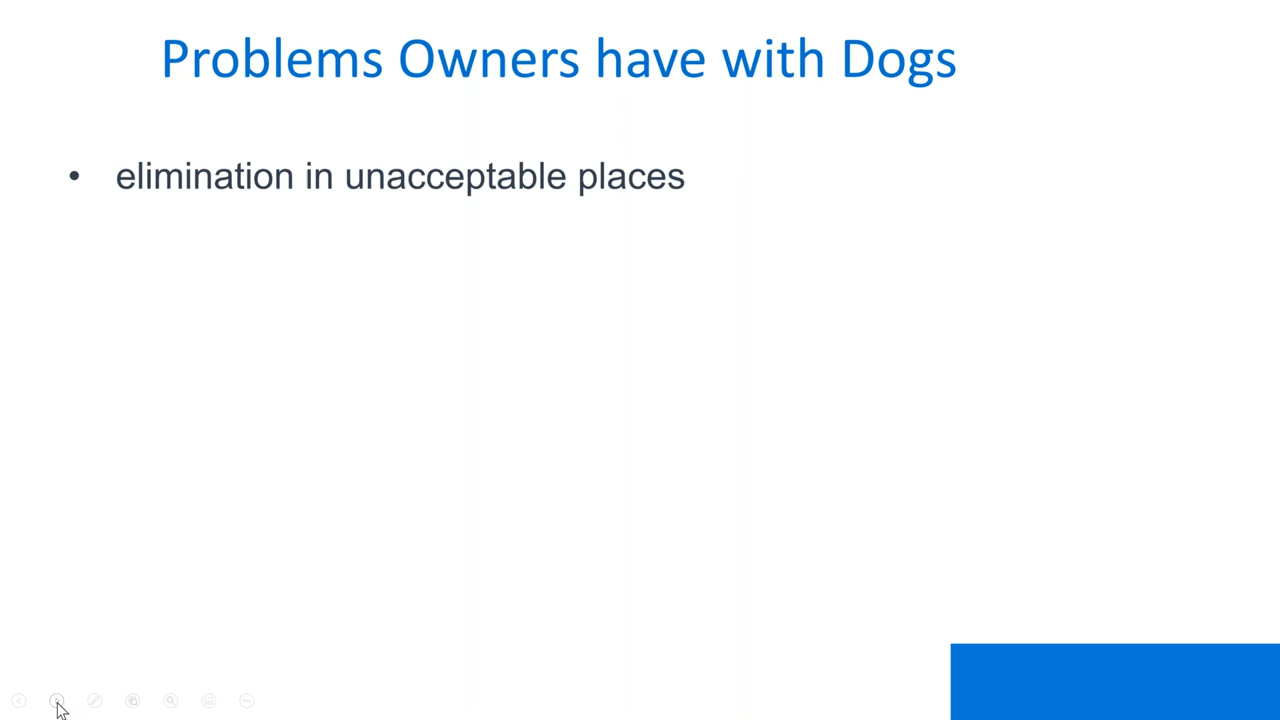 Problems Owners have with Dogs
• elimination in unacceptable places